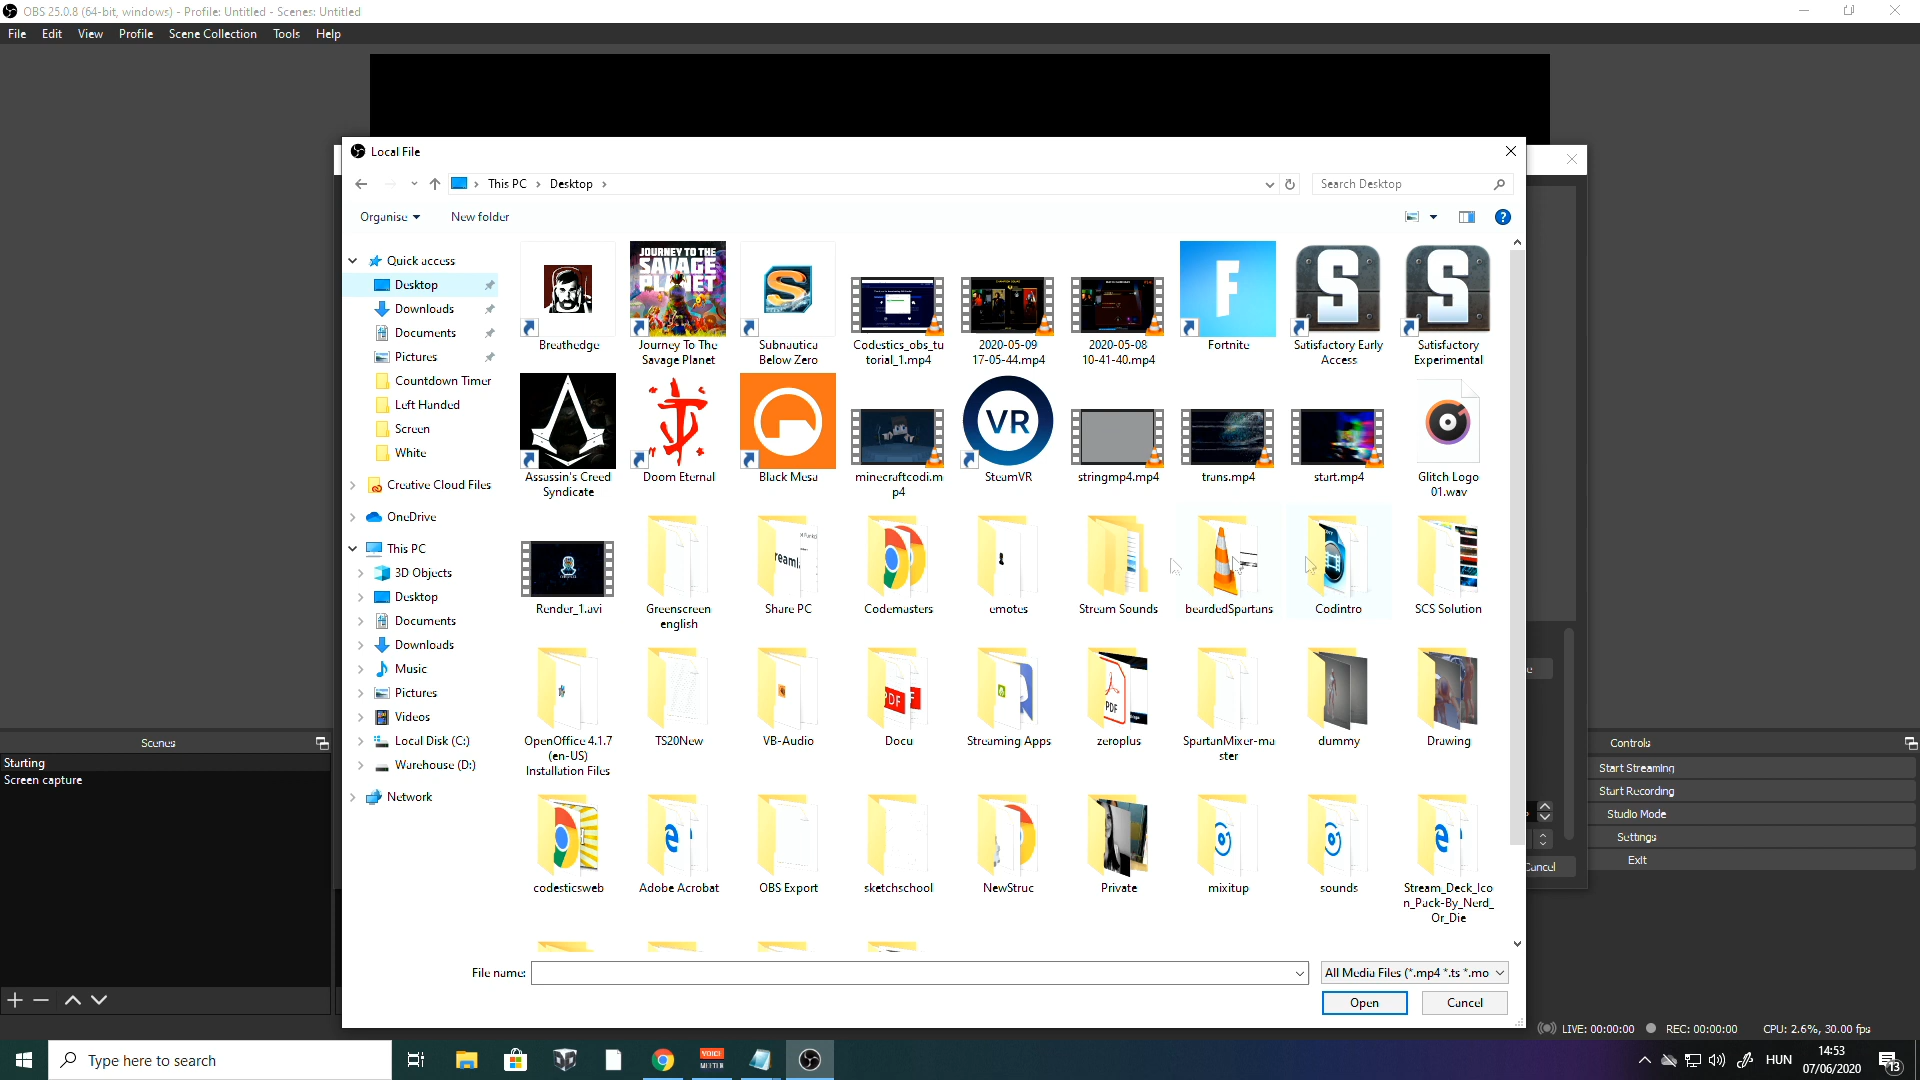 OBS 25.0.8 (64-bit, windows) - Profile: Untitled - Scenes: Untitled
File Edit View Profile Scene Collection Tools Help
Local File
This PC > Desktop >
Search Desktop
Organise
New folder
Quick access
Desktop
Downloads
Documents
Pictures
Countdown Timer
Left Handed
Screen
White
Creative Cloud Files
OneDrive
This PC
3D Objects
Desktop
Documents
Downloads
Music
Pictures
Videos
Local Disk (C:)
Warehouse (D:)
Network
JOURNEY TO THE
SAVAGE
PLANET
Breathedge
Journey To The
Savage Planet
Subnautica
Below Zero
Codestics_obs_tu
torial_1.mp4
2020-05-09
17-05-44.mp4
2020-05-08
10-41-40.mp4
Fortnite
Satisfactory Early
Access
Satisfactory
Experimental
Assassin's Creed
Syndicate
Doom Eternal
Black Mesa
minecraftcodi.m
p4
VR
SteamVR
stringmp4.mp4
trans.mp4
start.mp4
Glitch Logo
01.wav
Render_1.avi
Greenscreen
english
Share PC
Codemasters
emotes
Stream Sounds
beardedSpartans
Codintro
SCS Solution
OpenOffice 4.1.7
(en-US)
Installation Files
TS20New
VB-Audio
PDF
Docu
Streaming Apps
PDF
zeroplus
SpartanMixer-ma
ster
dummy
Drawing
codesticsweb
Adobe Acrobat
OBS Export
sketchschool
NewStruc
Private
mixitup
sounds
Stream_Deck_Ico
n_Pack-By_Nerd_
Or_Die
File name:
All Media Files (*.mp4 *.ts *.mo
Open
Cancel
Cancel
Scenes
Starting
Screen capture
Controls
Start Streaming
Start Recording
Studio Mode
Settings
Exit
LIVE: 00:00:00
REC: 00:00:00
CPU: 2.6%, 30.00 fps
Type here to search
HUN
14:53
07/06/2020
13